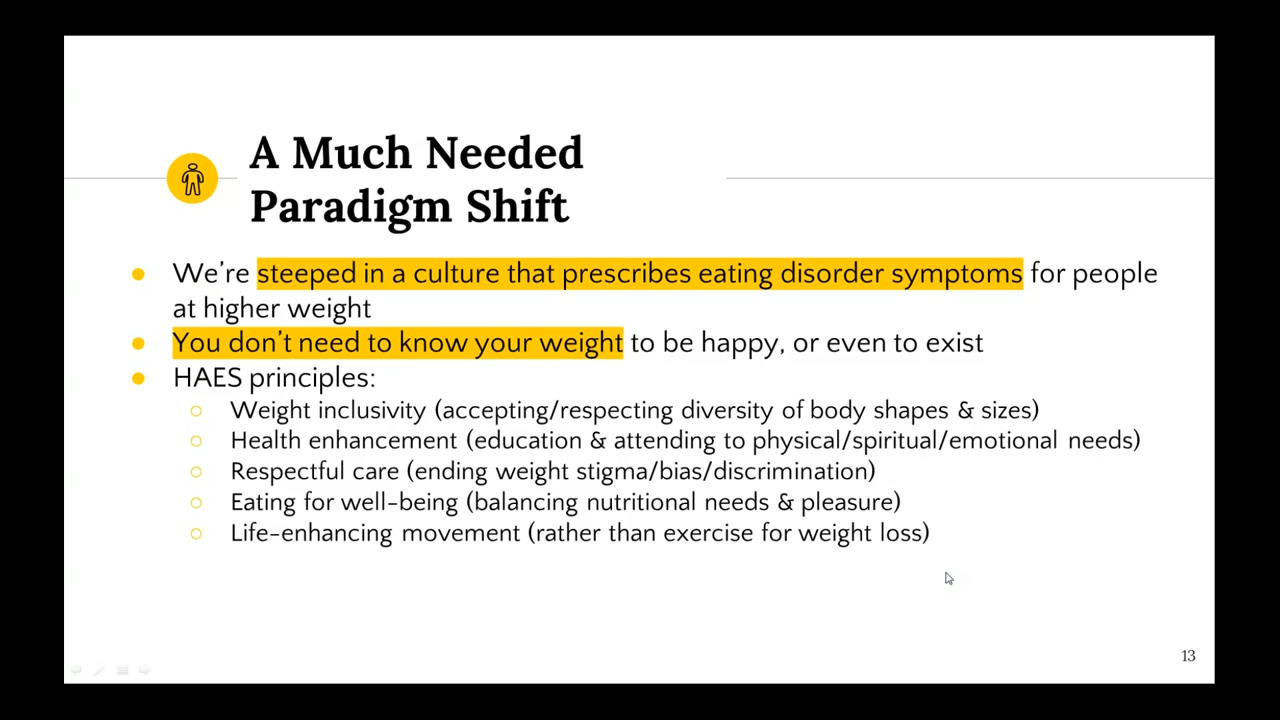 A Much Needed
Paradigm Shift
● We’re steeped in a culture that prescribes eating disorder symptoms for people
at higher weight
● You don’t need to know your weight to be happy, or even to exist
● HAES principles:
○ Weight inclusivity (accepting/respecting diversity of body shapes & sizes)
○ Health enhancement (education & attending to physical/spiritual/emotional needs)
○ Respectful care (ending weight stigma/bias/discrimination)
○ Eating for well-being (balancing nutritional needs & pleasure)
○ Life-enhancing movement (rather than exercise for weight loss)
13